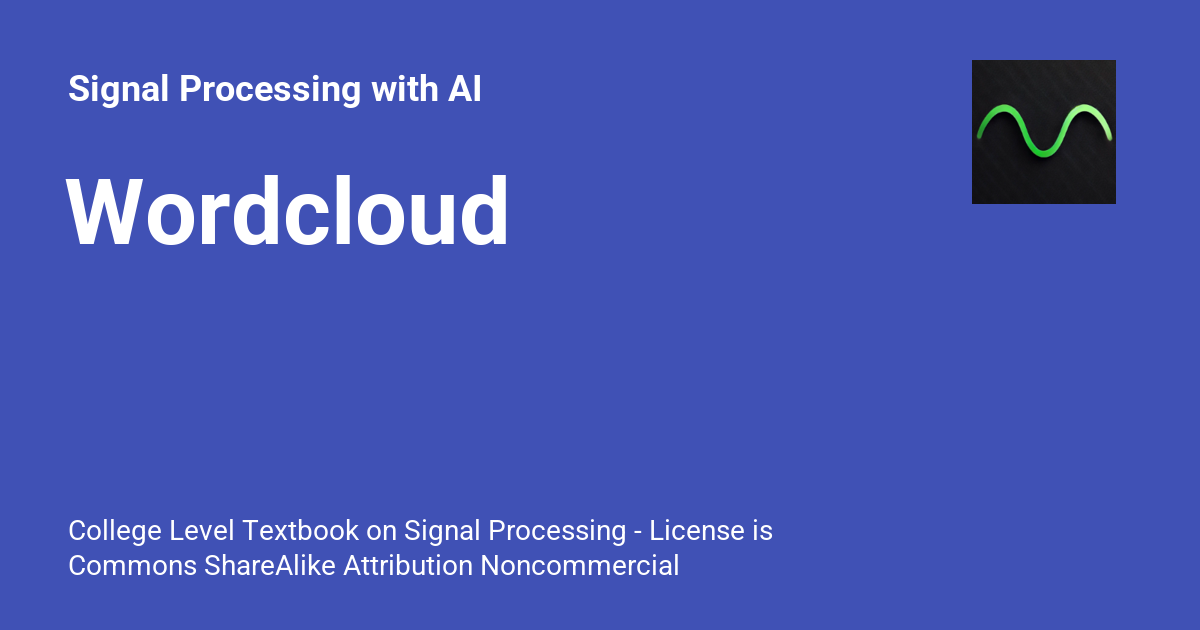 Signal Processing with AI
Wordcloud
College Level Textbook on Signal Processing - License is
Commons ShareAlike Attribution Noncommercial